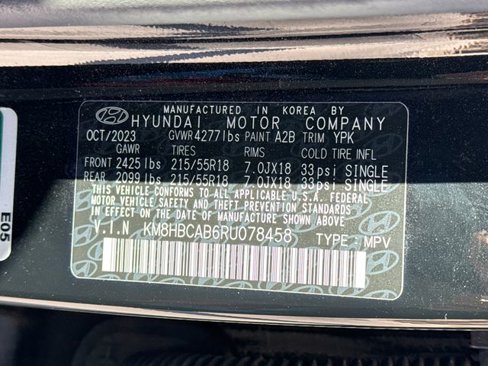 MANUFACTURED IN KOREA BY
HYUNDAI MOTOR COMPANY
OCT/2023 GVWR 4277lbs PAINT A2B TRIM YPK
GAWR TIRES RIMS COLD TIRE INFL
FRONT 2425 lbs 215/55R18 7.0JX18 33psi SINGLE
REAR 2099 lbs 215/55R18 7.0JX18 33psi SINGLE
THIS VEHICLE CONFORMS TO ALL APPLICABLE U.S.
FEDERAL MOTOR VEHICLE SAFETY AND THEFT PREVENTION
STANDARDS IN EFFECT ON THE DATE OF MANUFACTURE SHOWN ABOVE.
V.I.N KM8HBCAB6RU078458 TYPE : MPV
E05